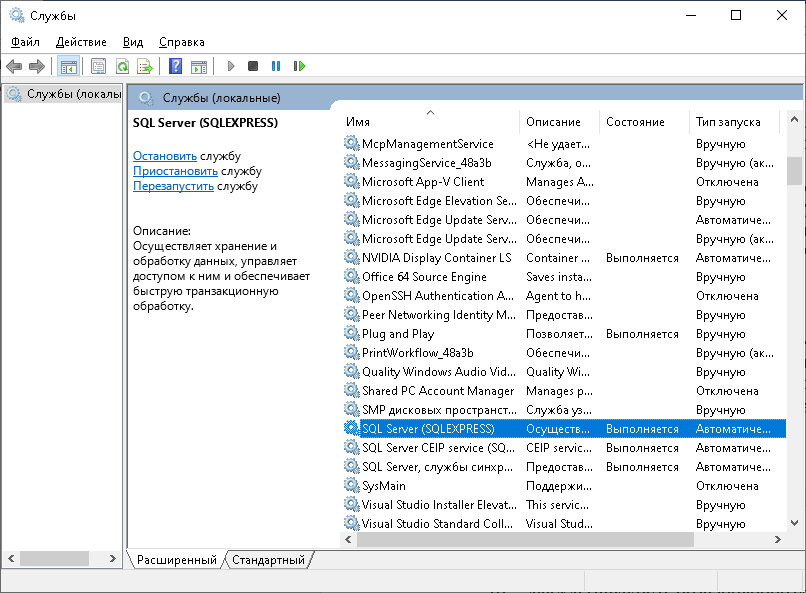 Службы
Файл Действие Вид Справка
Службы (локалы
Службы (локальные)
SQL Server (SQLEXPRESS)
Остановить службу
Приостановить службу
Перезапустить службу
Описание:
Осуществляет хранение и
обработку данных, управляет
доступом к ним и обеспечивает
быструю транзакционную
обработку.
Имя Описание Состояние Тип запуска
McpManagementService <Не удает... Вручную
MessagingService_48a3b Служба, о... Вручную (ак...
Microsoft App-V Client Manages A... Отключена
Microsoft Edge Elevation Se... Обеспечи... Вручную
Microsoft Edge Update Serv... Обеспечи... Автоматиче...
Microsoft Edge Update Serv... Обеспечи... Вручную (ак...
NVIDIA Display Container LS Container ... Выполняется Автоматиче...
Office 64 Source Engine Saves insta... Вручную
OpenSSH Authentication A... Agent to h... Отключена
Peer Networking Identity M... Предостав... Вручную
Plug and Play Позволяет... Выполняется Вручную
PrintWorkflow_48a3b Обеспечи... Вручную (ак...
Quality Windows Audio Vid... Quality Wi... Вручную
Shared PC Account Manager Manages p... Отключена
SMP дисковых пространст... Служба уз... Вручную
SQL Server (SQLEXPRESS) Осуществ... Выполняется Автоматиче...
SQL Server CEIP service (SQ... CEIP servic... Выполняется Автоматиче...
SQL Server, службы синхр... Предостав... Выполняется Автоматиче...
SysMain Поддержи... Отключена
Visual Studio Installer Elevat... This servic... Вручную
Visual Studio Standard Coll... Visual Stud... Вручную
Расширенный Стандартный